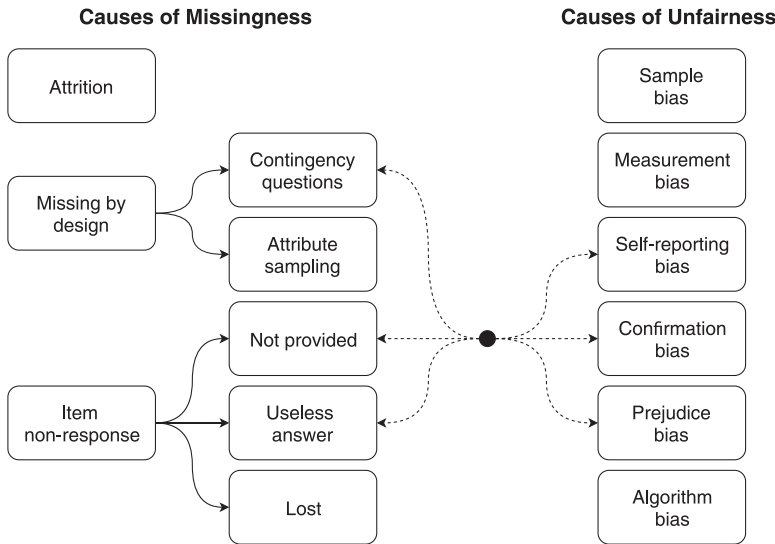 Causes of Missingness
Causes of Unfairness
Attrition
Missing by
design
Item
non-response
Contingency
questions
Attribute
sampling
Not provided
Useless
answer
Lost
Sample
bias
Measurement
bias
Self-reporting
bias
Confirmation
bias
Prejudice
bias
Algorithm
bias